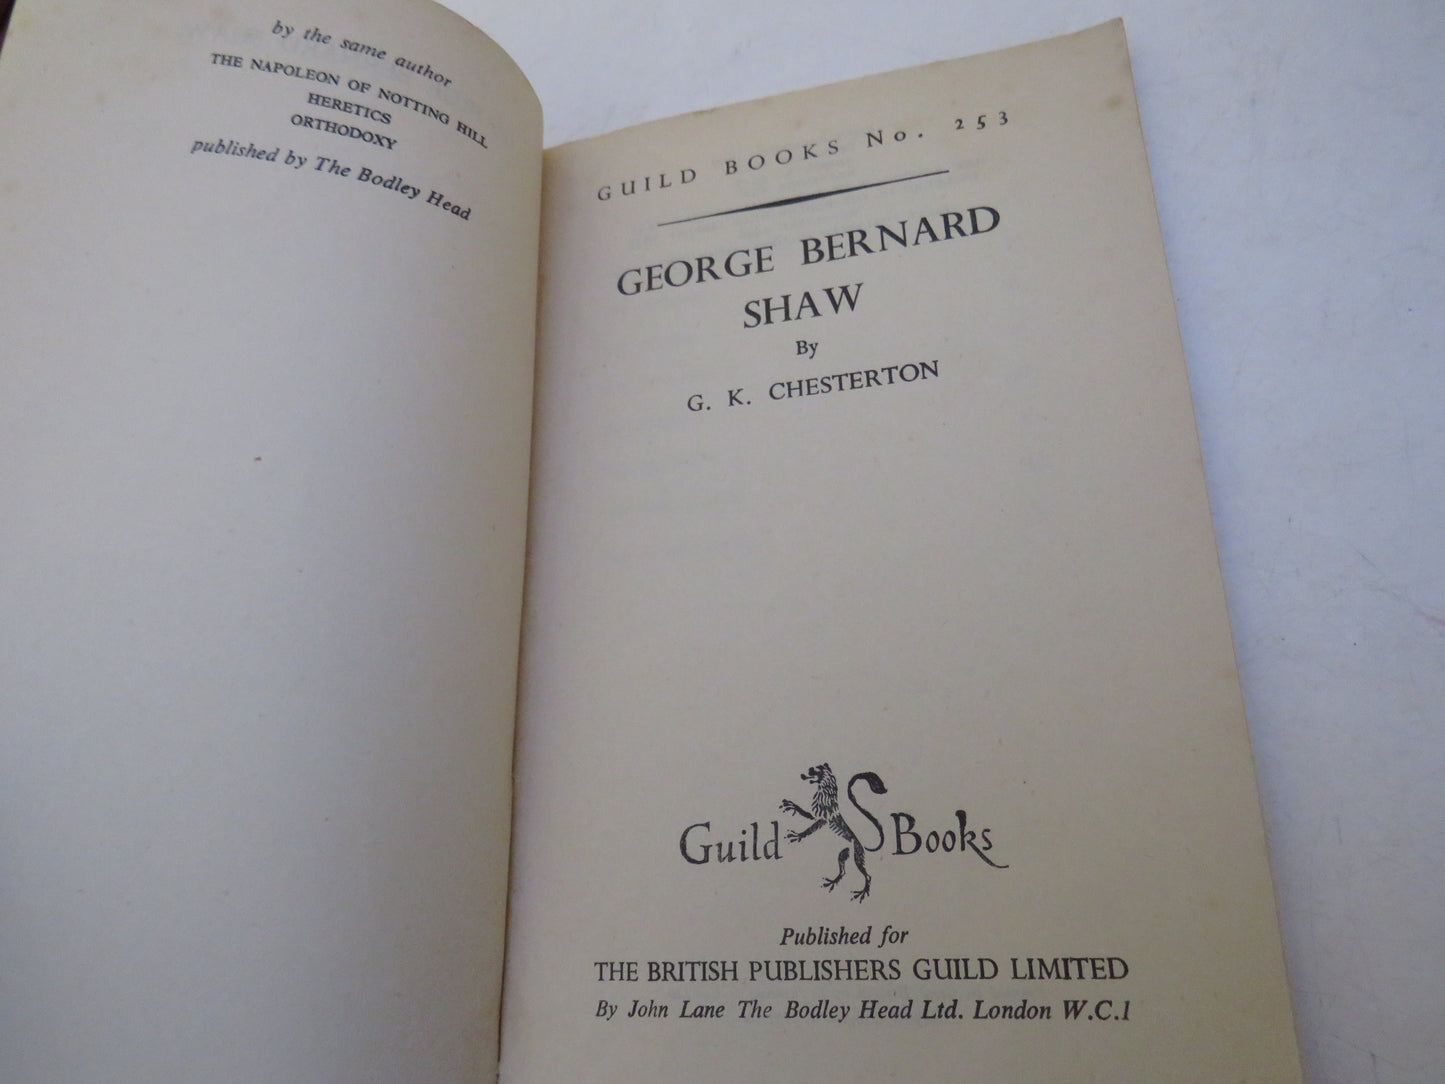 by the same author
THE NAPOLEON OF NOTTING HILL
HERETICS
ORTHODOXY
published by The Bodley Head
GUILD BOOKS No. 253
GEORGE BERNARD
SHAW
By
G. K. CHESTERTON
Guild Books
Published for
THE BRITISH PUBLISHERS GUILD LIMITED
By John Lane The Bodley Head Ltd. London W.C.1